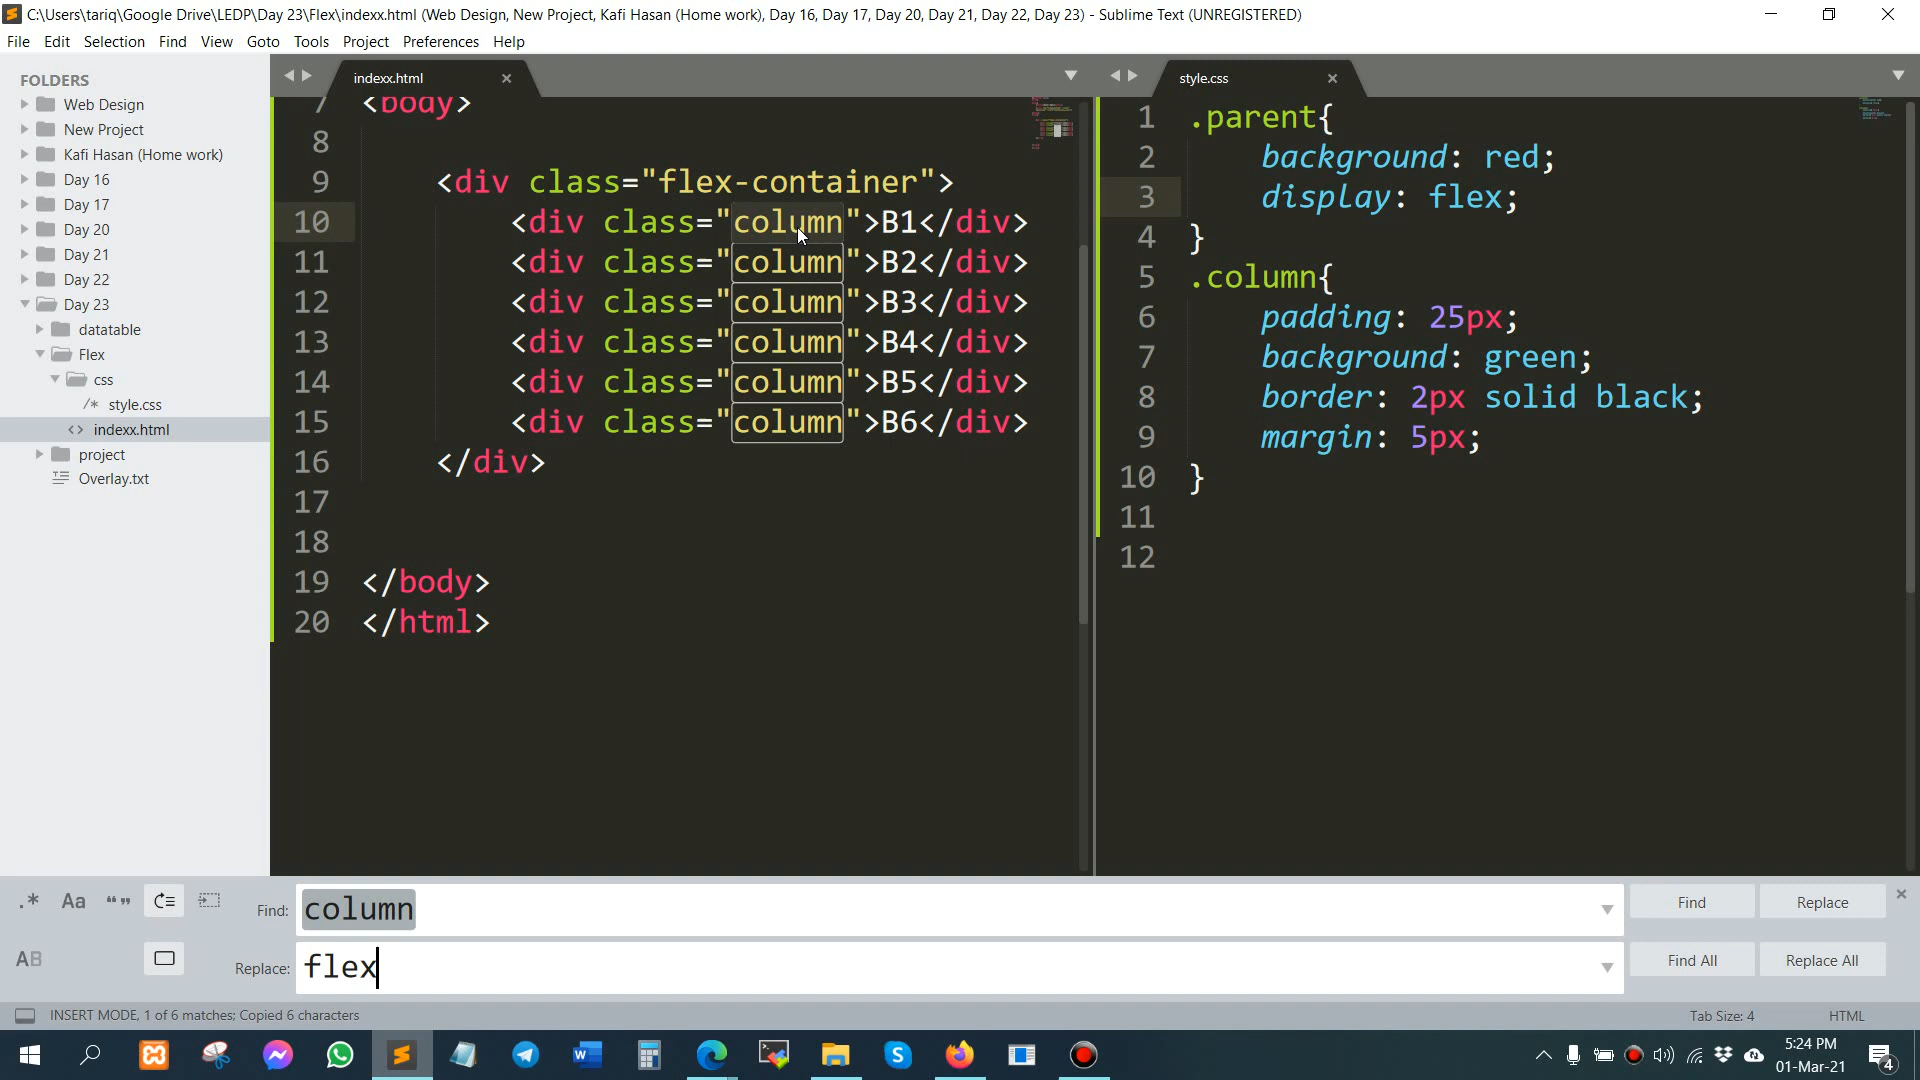 C:\Users\tariq\Google Drive\LEDP\Day 23\Flex\indexx.html (Web Design, New Project, Kafi Hasan (Home work), Day 16, Day 17, Day 20, Day 21, Day 22, Day 23) - Sublime Text (UNREGISTERED)
File Edit Selection Find View Goto Tools Project Preferences Help
FOLDERS
Web Design
New Project
Kafi Hasan (Home work)
Day 16
Day 17
Day 20
Day 21
Day 22
Day 23
datatable
Flex
css
/* style.css
<> indexx.html
project
Overlay.txt
indexx.html
7 <body>
8
9 <div class="flex-container">
10 <div class="column">B1</div>
11 <div class="column">B2</div>
12 <div class="column">B3</div>
13 <div class="column">B4</div>
14 <div class="column">B5</div>
15 <div class="column">B6</div>
16 </div>
17
18
19 </body>
20 </html>
style.css
1 .parent{
2 background: red;
3 display: flex;
4 }
5 .column{
6 padding: 25px;
7 background: green;
8 border: 2px solid black;
9 margin: 5px;
10 }
11
12
.* Aa “” Find: column Find Replace
AB Replace: flex Find All Replace All
INSERT MODE, 1 of 6 matches; Copied 6 characters Tab Size: 4 HTML
5:24 PM
01-Mar-21
4